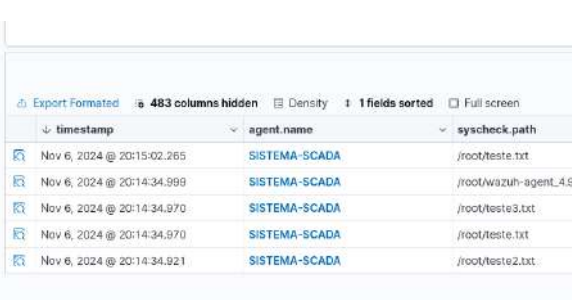 Export Formated 483 columns hidden Density 1 fields sorted Full screen
timestamp agent.name syscheck.path
Nov 6, 2024 @ 20:15:02.265 SISTEMA-SCADA /root/teste.txt
Nov 6, 2024 @ 20:14:34.999 SISTEMA-SCADA /root/wazuh-agent_4.9
Nov 6, 2024 @ 20:14:34.970 SISTEMA-SCADA /root/teste3.txt
Nov 6, 2024 @ 20:14:34.970 SISTEMA-SCADA /root/teste.txt
Nov 6, 2024 @ 20:14:34.921 SISTEMA-SCADA /root/teste2.txt